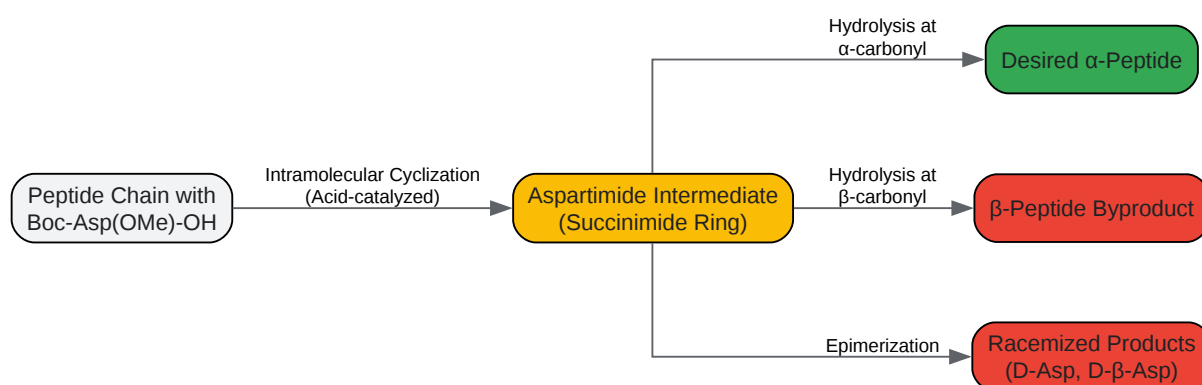 Hydrolysis at
α-carbonyl
Desired α-Peptide
Peptide Chain with
Boc-Asp(OMe)-OH
Intramolecular Cyclization
(Acid-catalyzed)
Aspartimide Intermediate
(Succinimide Ring)
Hydrolysis at
β-carbonyl
β-Peptide Byproduct
Epimerization
Racemized Products
(D-Asp, D-β-Asp)